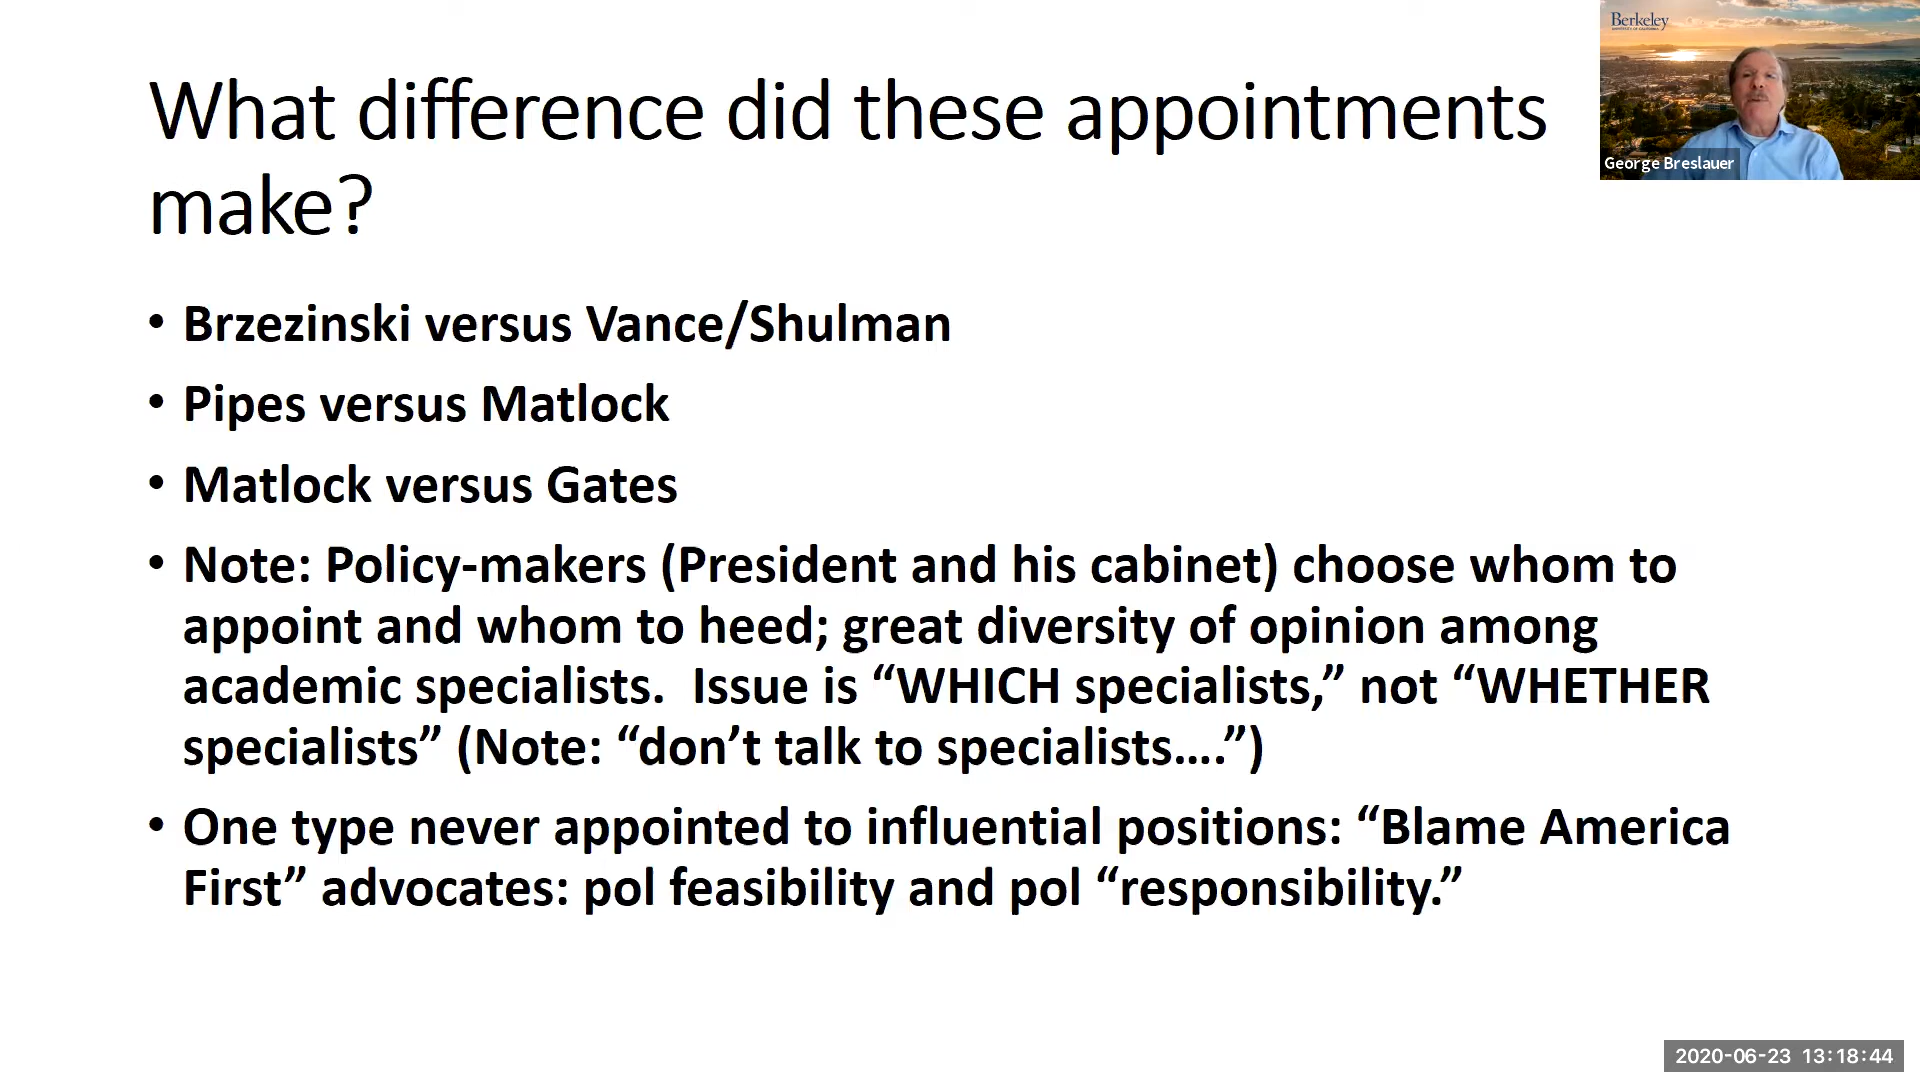 Berkeley
UNIVERSITY OF CALIFORNIA
George Breslauer
What difference did these appointments
make?
• Brzezinski versus Vance/Shulman
• Pipes versus Matlock
• Matlock versus Gates
• Note: Policy-makers (President and his cabinet) choose whom to
appoint and whom to heed; great diversity of opinion among
academic specialists.  Issue is “WHICH specialists,” not “WHETHER
specialists” (Note: “don’t talk to specialists….”)
• One type never appointed to influential positions: “Blame America
First” advocates: pol feasibility and pol “responsibility.”
2020-06-23 13:18:44